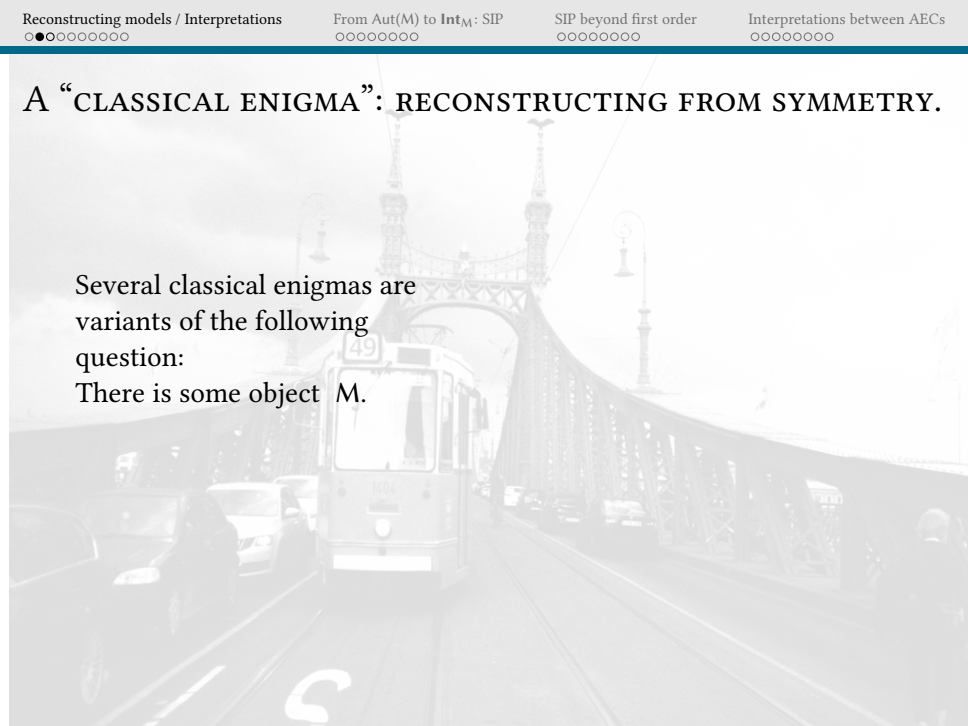 Reconstructing models / Interpretations
From Aut(M) to Int_M: SIP
SIP beyond first order
Interpretations between AECs
A “classical enigma”: reconstructing from symmetry.
Several classical enigmas are
variants of the following
question:
There is some object M.
49
1404